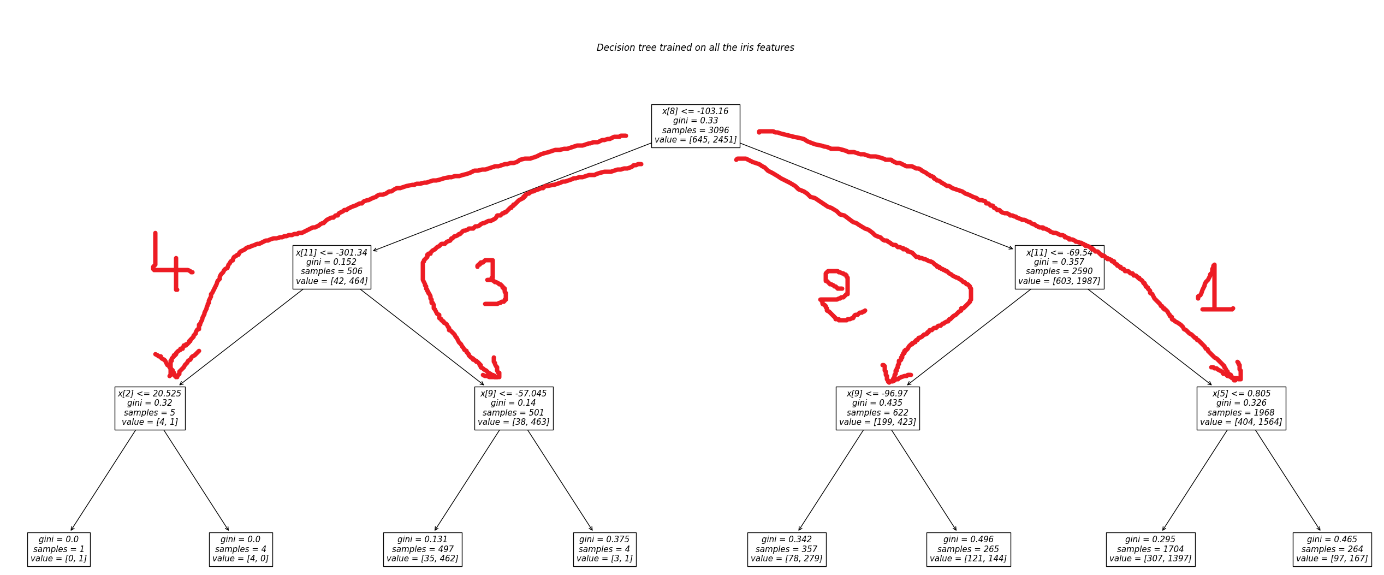 Decision tree trained on all the iris features
x[8] <= -103.16
gini = 0.33
samples = 3096
value = [645, 2451]
x[11] <= -301.34
gini = 0.152
samples = 506
value = [42, 464]
x[11] <= -69.54
gini = 0.357
samples = 2590
value = [603, 1987]
4
3
2
1
x[2] <= 20.525
gini = 0.32
samples = 5
value = [4, 1]
x[9] <= -57.045
gini = 0.14
samples = 501
value = [38, 463]
x[9] <= -96.97
gini = 0.435
samples = 622
value = [199, 423]
x[5] <= 0.805
gini = 0.326
samples = 1968
value = [404, 1564]
gini = 0.0
samples = 1
value = [0, 1]
gini = 0.0
samples = 4
value = [4, 0]
gini = 0.131
samples = 497
value = [35, 462]
gini = 0.375
samples = 4
value = [3, 1]
gini = 0.342
samples = 357
value = [78, 279]
gini = 0.496
samples = 265
value = [121, 144]
gini = 0.295
samples = 1704
value = [307, 1397]
gini = 0.465
samples = 264
value = [97, 167]